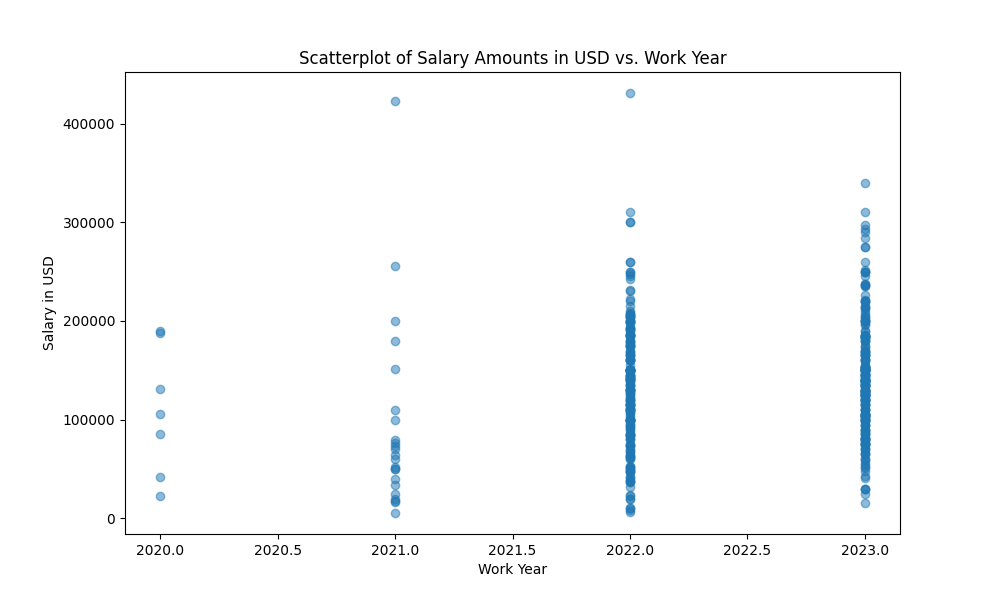 Scatterplot of Salary Amounts in USD vs. Work Year
400000
300000
200000
100000
0
Salary in USD
2020.0 2020.5 2021.0 2021.5 2022.0 2022.5 2023.0
Work Year